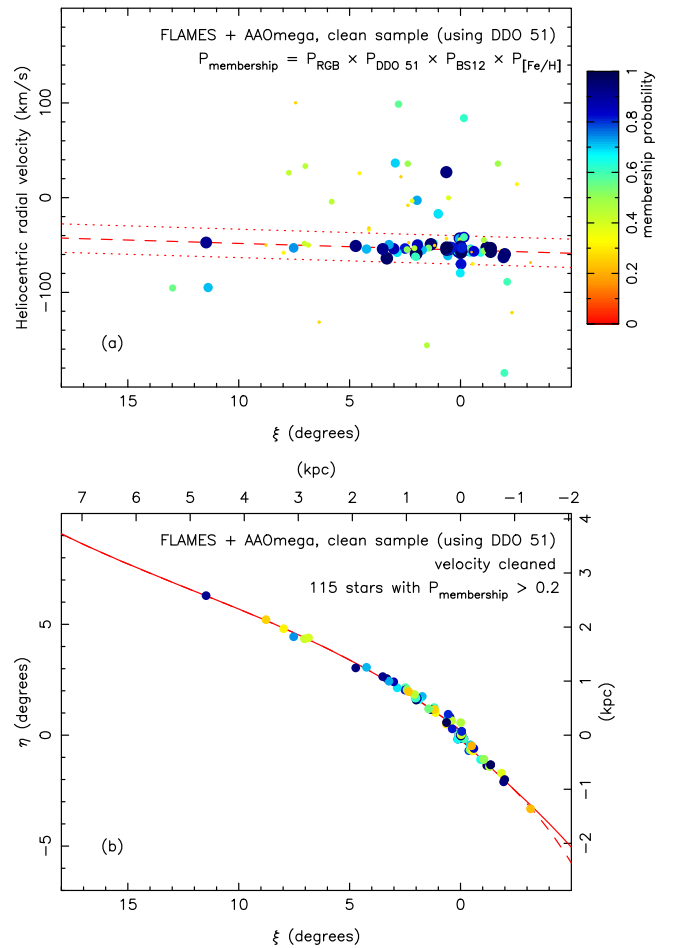 FLAMES + AAOmega, clean sample (using DDO 51)
P_membership = P_RGB × P_DDO 51 × P_BS12 × P_[Fe/H]
Heliocentric radial velocity (km/s)
100
0
−100
(a)
15 10 5 0
ξ (degrees)
0 0.2 0.4 0.6 0.8 1
membership probability
(kpc)
7 6 5 4 3 2 1 0 −1 −2
FLAMES + AAOmega, clean sample (using DDO 51)
velocity cleaned
115 stars with P_membership > 0.2
η (degrees)
5
0
−5
4
3
2
1
0
−1
−2
(kpc)
(b)
15 10 5 0
ξ (degrees)